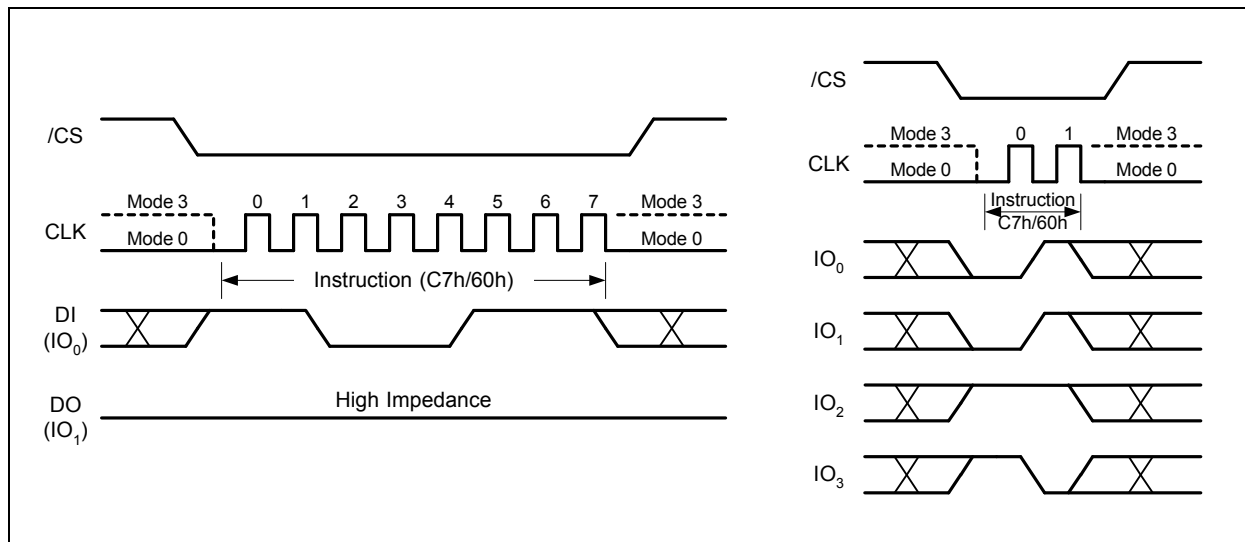 /CS
Mode 3
0 1 2 3 4 5 6 7
Mode 3
CLK
Mode 0
Mode 0
Instruction (C7h/60h)
DI
(IO0)
High Impedance
DO
(IO1)
/CS
Mode 3
0 1
Mode 3
CLK
Mode 0
Mode 0
Instruction
C7h/60h
IO0
IO1
IO2
IO3